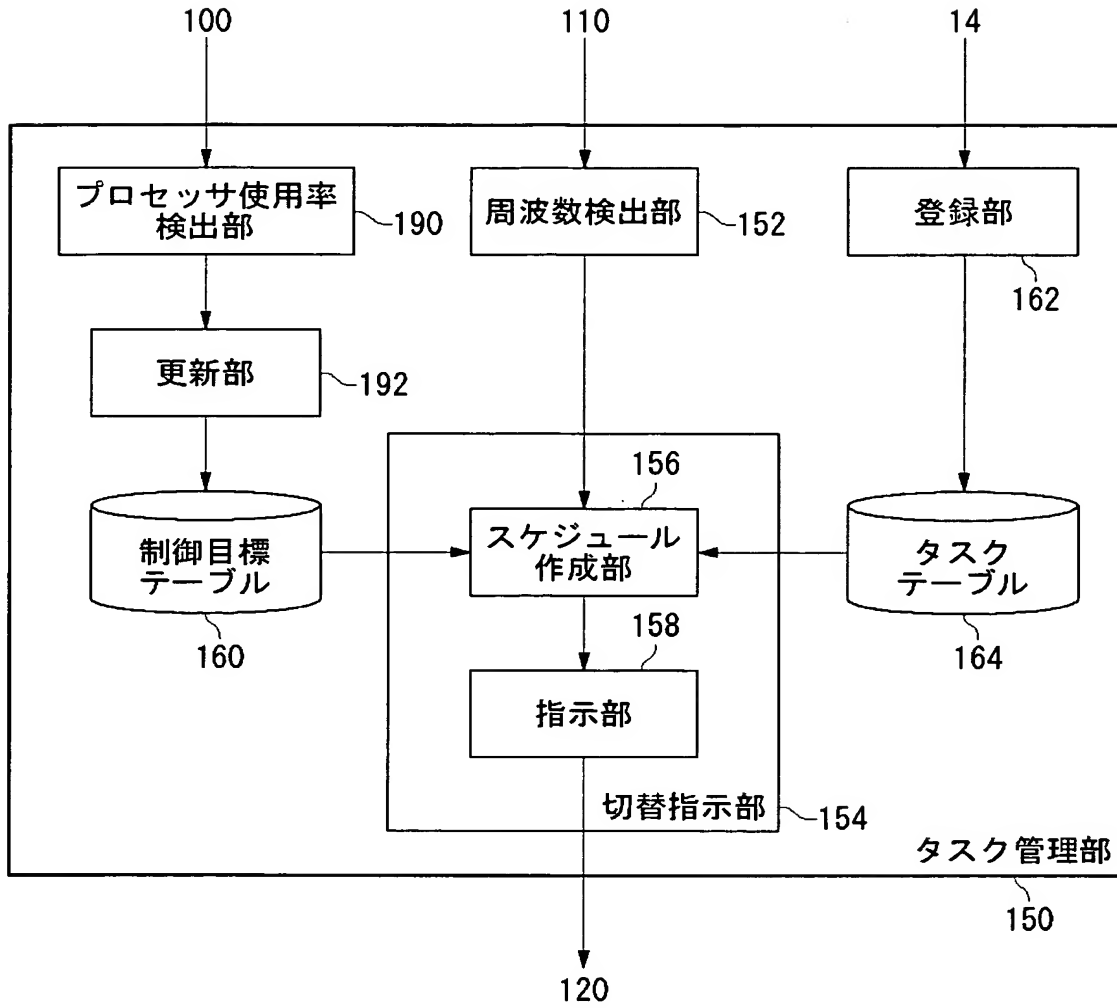 100
110
14
プロセッサ使用率
検出部
190
周波数検出部
152
登録部
162
更新部
192
156
制御目標
テーブル
160
スケジュール
作成部
タスク
テーブル
164
158
指示部
切替指示部
154
タスク管理部
150
120